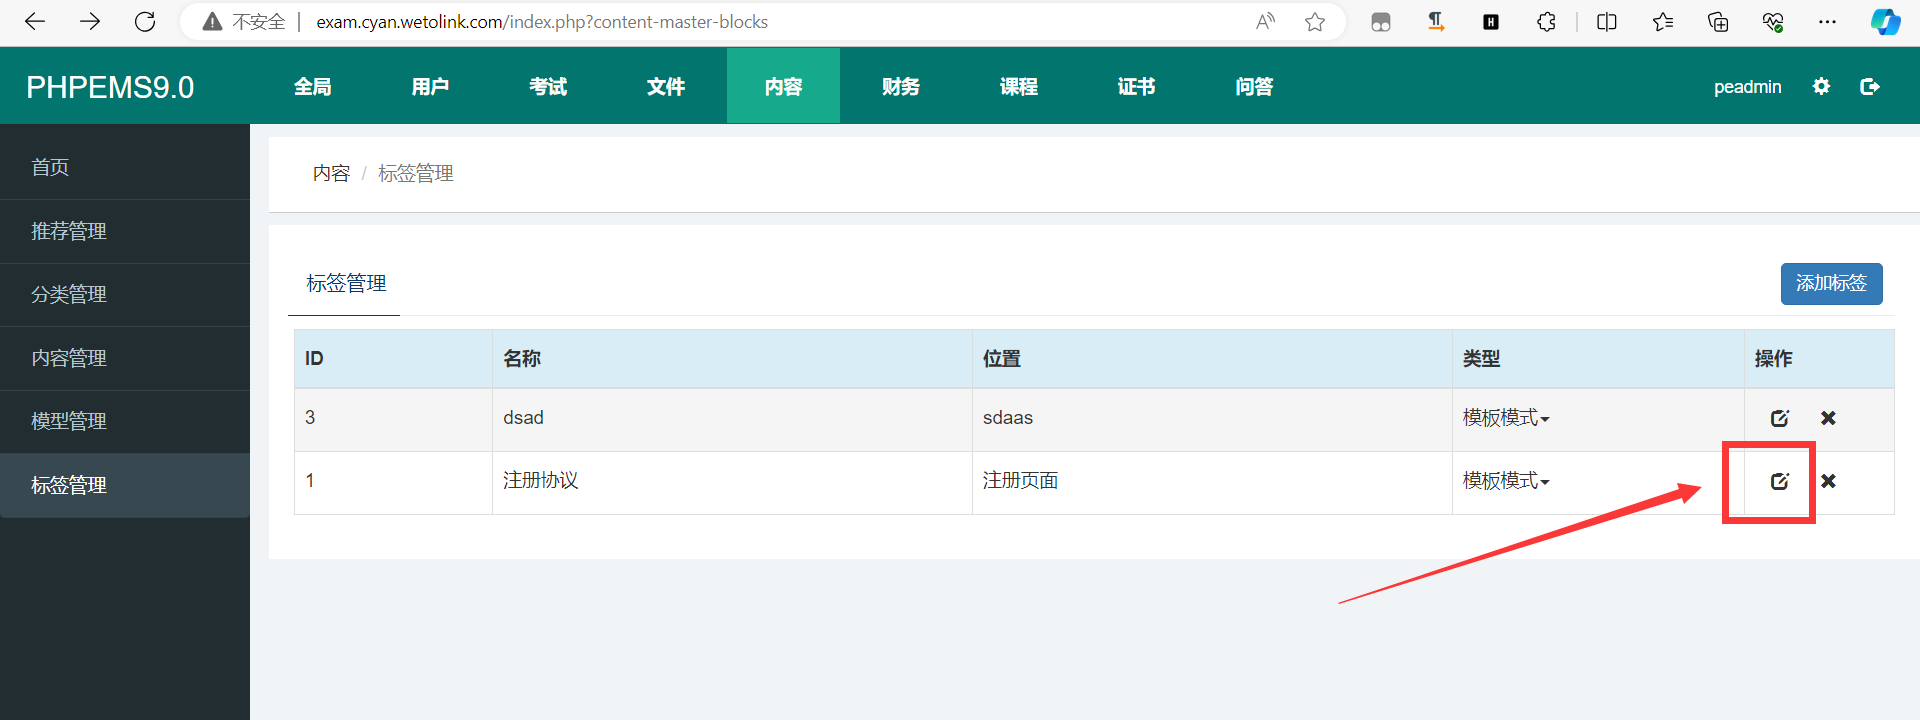 不安全 exam.cyan.wetolink.com/index.php?content-master-blocks
PHPEMS9.0 全局 用户 考试 文件 内容 财务 课程 证书 问答 peadmin
首页
推荐管理
分类管理
内容管理
模型管理
标签管理
内容 / 标签管理
标签管理 添加标签
ID 名称 位置 类型 操作
3 dsad sdaas 模板模式
1 注册协议 注册页面 模板模式